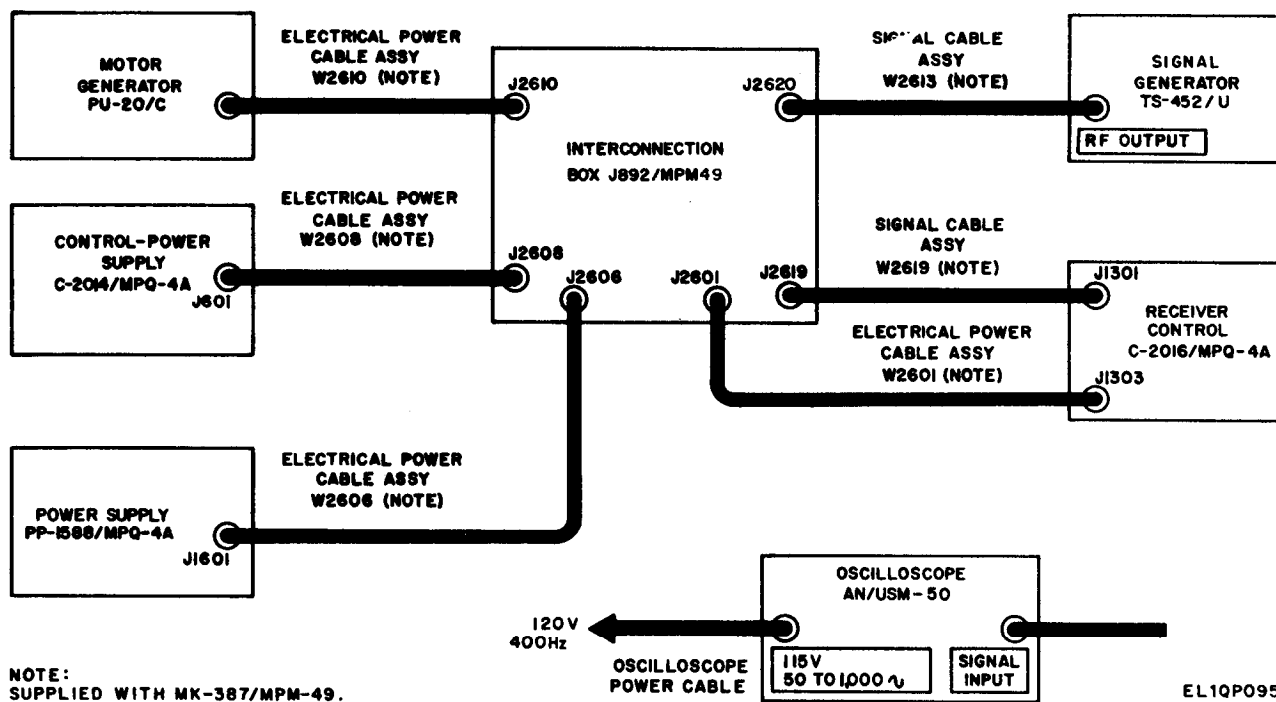 MOTOR
GENERATOR
PU-20/C
ELECTRICAL POWER
CABLE ASSY
W2610 (NOTE)
J2610
J2620
CABLE
ASSY
W2613 (NOTE)
SIGNAL
GENERATOR
TS-452/U
RF OUTPUT
INTERCONNECTION
BOX J892/MPM49
CONTROL-POWER
SUPPLY
C-2014/MPQ-4A
J601
ELECTRICAL POWER
CABLE ASSY
W2608 (NOTE)
J2608
J2606
J2601
J2619
SIGNAL CABLE
ASSY
W2619 (NOTE)
J1301
RECEIVER
CONTROL
C-2016/MPQ-4A
J1303
ELECTRICAL POWER
CABLE ASSY
W2601 (NOTE)
POWER SUPPLY
PP-1588/MPQ-4A
J1601
ELECTRICAL POWER
CABLE ASSY
W2606 (NOTE)
OSCILLOSCOPE
AN/USM-50
120V
400Hz
OSCILLOSCOPE
POWER CABLE
115V
50 TO 1,000 ∿
SIGNAL
INPUT
NOTE:
SUPPLIED WITH MK-387/MPM-49.
EL1QP095